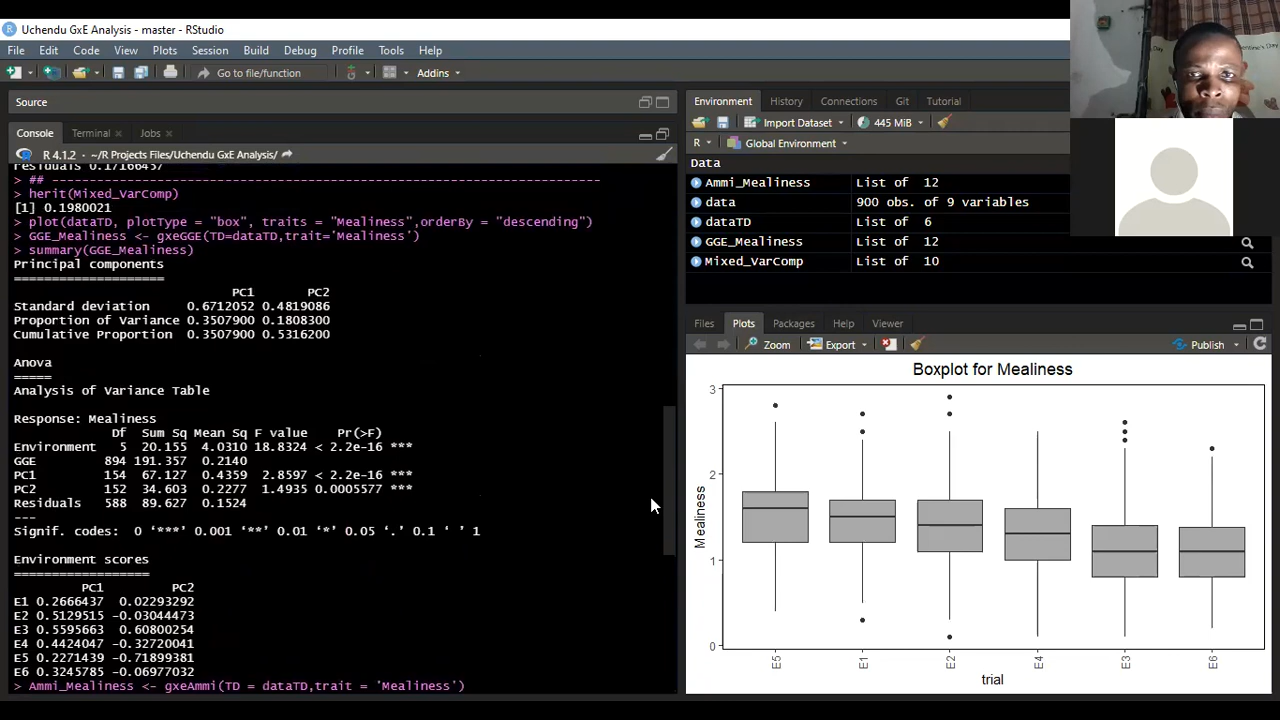 Uchendu GxE Analysis - master - RStudio
File Edit Code View Plots Session Build Debug Profile Tools Help
Go to file/function
Addins
Source
Console Terminal Jobs
R 4.1.2 · ~/R Projects Files/Uchendu GxE Analysis/
Residuals 0.17166457
> ## -------------------------------------------------------------------------
> herit(Mixed_VarComp)
[1] 0.1980021
> plot(dataTD, plotType = "box", traits = "Mealiness",orderBy = "descending")
> GGE_Mealiness <- gxeGGE(TD=dataTD,trait='Mealiness')
> summary(GGE_Mealiness)
Principal components
====================
PC1 PC2
Standard deviation 0.6712052 0.4819086
Proportion of Variance 0.3507900 0.1808300
Cumulative Proportion 0.3507900 0.5316200
Anova
=====
Analysis of Variance Table
Response: Mealiness
Df Sum Sq Mean Sq F value Pr(>F)
Environment 5 20.155 4.0310 18.8324 < 2.2e-16 ***
GGE 894 191.357 0.2140
PC1 154 67.127 0.4359 2.8597 < 2.2e-16 ***
PC2 152 34.603 0.2277 1.4935 0.0005577 ***
Residuals 588 89.627 0.1524
---
Signif. codes: 0 ‘***’ 0.001 ‘**’ 0.01 ‘*’ 0.05 ‘.’ 0.1 ‘ ’ 1
Environment scores
==================
PC1 PC2
E1 0.2666437 0.02293292
E2 0.5129515 -0.03044473
E3 0.5595663 0.60800254
E4 0.4424047 -0.32720041
E5 0.2271439 -0.71899381
E6 0.3245785 -0.06977032
> Ammi_Mealiness <- gxeAmmi(TD = dataTD,trait = 'Mealiness')
Environment History Connections Git Tutorial
Import Dataset 445 MiB
R Global Environment
Data
Ammi_Mealiness List of 12
data 900 obs. of 9 variables
dataTD List of 6
GGE_Mealiness List of 12
Mixed_VarComp List of 10
Files Plots Packages Help Viewer
Zoom Export Publish
Boxplot for Mealiness
3
2
1
0
Mealiness
E5 E1 E2 E4 E3 E6
trial